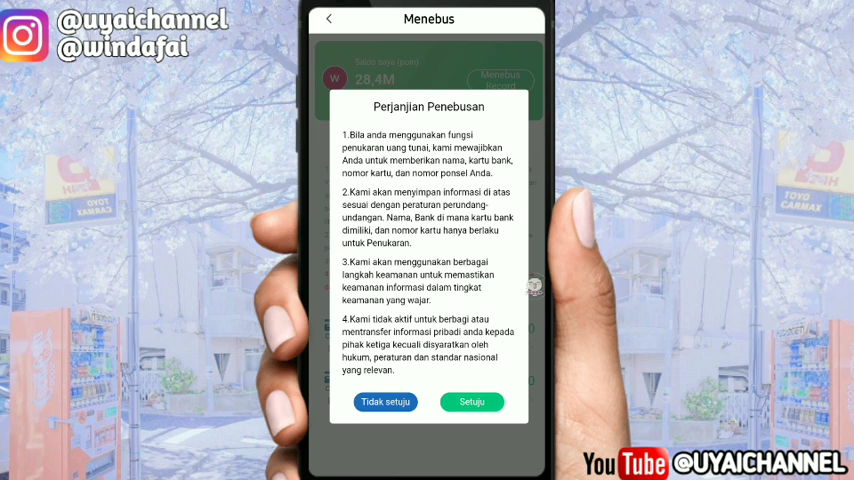 @uyaichannel
@windafai
Menebus
Saldo saya (poin)
W
28,4M
Menebus
Record
Perjanjian Penebusan
1.Bila anda menggunakan fungsi
penukaran uang tunai, kami mewajibkan
Anda untuk memberikan nama, kartu bank,
nomor kartu, dan nomor ponsel Anda.
2.Kami akan menyimpan informasi di atas
sesuai dengan peraturan perundang-
undangan. Nama, Bank di mana kartu bank
dimiliki, dan nomor kartu hanya berlaku
untuk Penukaran.
3.Kami akan menggunakan berbagai
langkah keamanan untuk memastikan
keamanan informasi dalam tingkat
keamanan yang wajar.
4.Kami tidak aktif untuk berbagi atau
mentransfer informasi pribadi anda kepada
pihak ketiga kecuali disyaratkan oleh
hukum, peraturan dan standar nasional
yang relevan.
Tidak setuju
Setuju
TOYO
CARMAX
YouTube @UYAICHANNEL